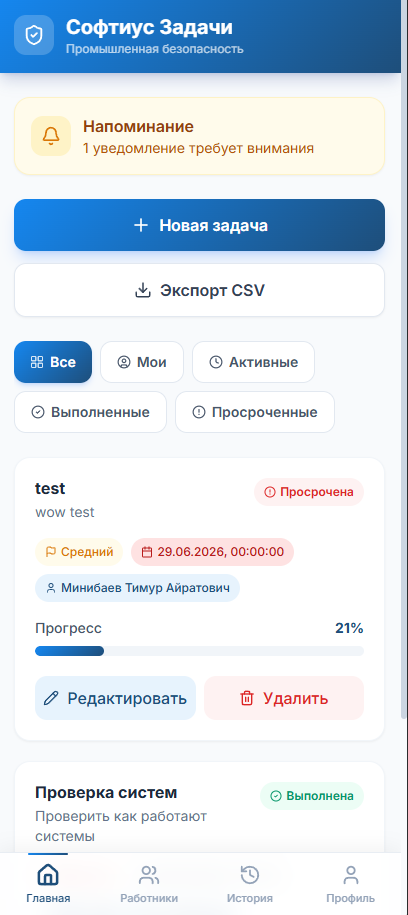 Софтиус Задачи
Промышленная безопасность
Напоминание
1 уведомление требует внимания
Новая задача
Экспорт CSV
Все
Мои
Активные
Выполненные
Просроченные
test
Просрочена
wow test
Средний
29.06.2026, 00:00:00
Минибаев Тимур Айратович
Прогресс
21%
Редактировать
Удалить
Проверка систем
Выполнена
Проверить как работают
системы
Главная
Работники
История
Профиль